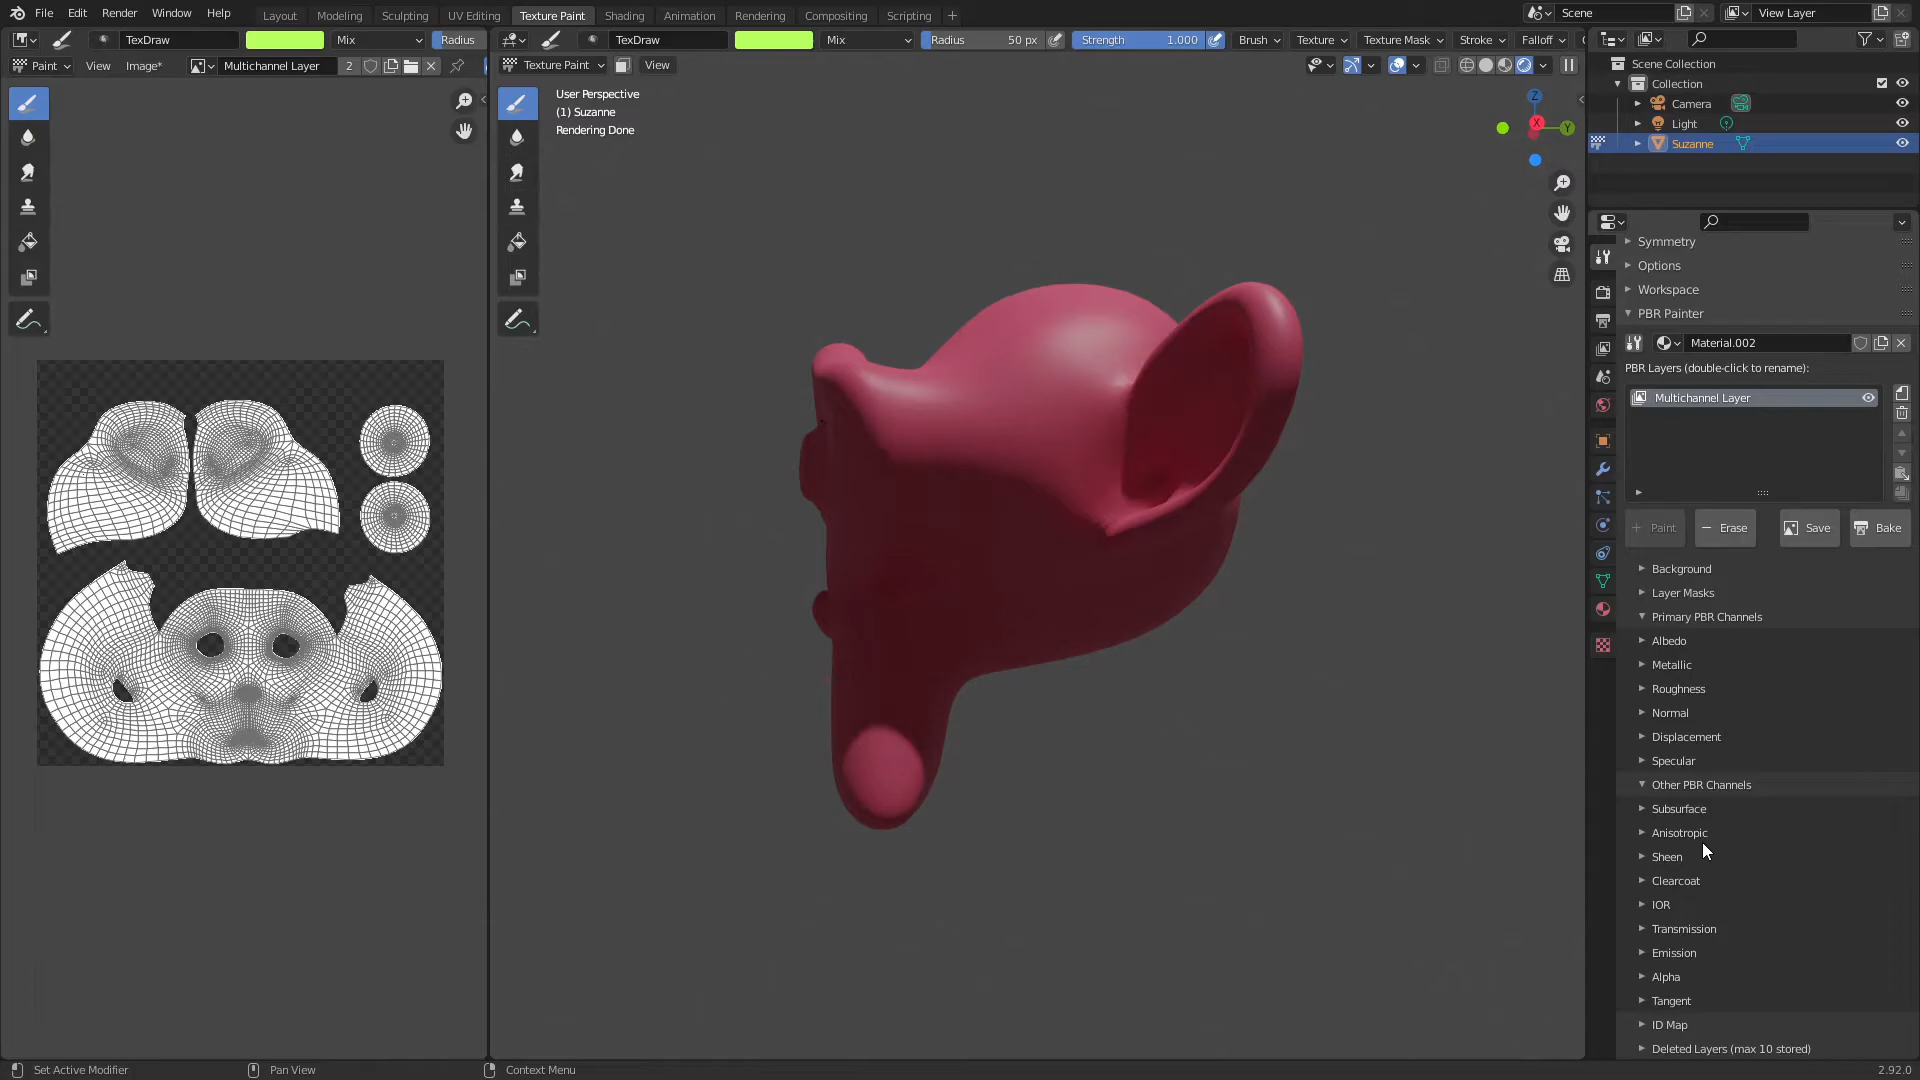 File Edit Render Window Help
Layout Modeling Sculpting UV Editing Texture Paint Shading Animation Rendering Compositing Scripting +
Scene
View Layer
TexDraw Mix Radius
TexDraw Mix Radius 50 px Strength 1.000 Brush Texture Texture Mask Stroke Falloff
Paint View Image* Multichannel Layer 2
Texture Paint View
User Perspective
(1) Suzanne
Rendering Done
Z
X
Y
Scene Collection
Collection
Camera
Light
Suzanne
Symmetry
Options
Workspace
PBR Painter
Material.002
PBR Layers (double-click to rename):
Multichannel Layer
Paint Erase Save Bake
Background
Layer Masks
Primary PBR Channels
Albedo
Metallic
Roughness
Normal
Displacement
Specular
Other PBR Channels
Subsurface
Anisotropic
Sheen
Clearcoat
IOR
Transmission
Emission
Alpha
Tangent
ID Map
Deleted Layers (max 10 stored)
Set Active Modifier Pan View Context Menu 2.92.0